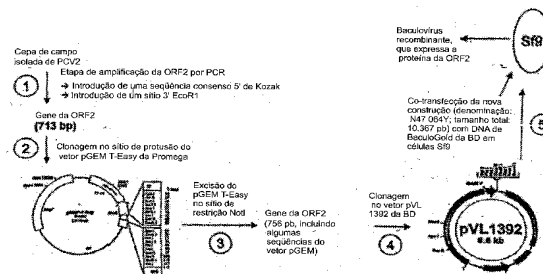 Cepa de campo
isolada de PCV2
1
Etapa de amplificação da ORF2 por PCR
→ Introdução de uma seqüência consenso 5' de Kozak
→ Introdução de um sítio 3' EcoR1
Gene da ORF2
(713 bp)
2
Clonagem no sítio de protusão do
vetor pGEM T-Easy da Promega
Excisão do
pGEM T-Easy
no sítio de
restrição NotI
3
Gene da ORF2
(756 pb, incluindo
algumas
seqüências do
vetor pGEM)
Clonagem
no vetor pVL
1392 da BD
4
pVL1392
9.6 kb
Co-transfecção da nova
construção (denominação:
N47 064Y; tamanho total:
10.367 pb) com DNA de
BaculoGold da BD em
células Sf9
5
Sf9
Baculovírus
recombinante,
que expressa a
proteína da ORF2